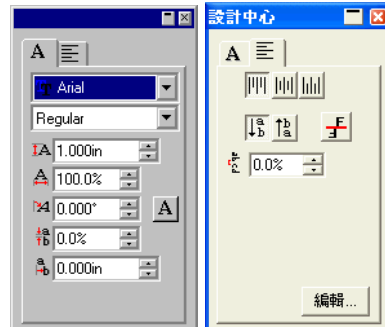 設計中心
A
Arial
Regular
IA 1.000in
A 100.0%
A 0.000°
A
a b 0.0%
a b 0.000in
A
a b
b a
F
0.0%
編輯...